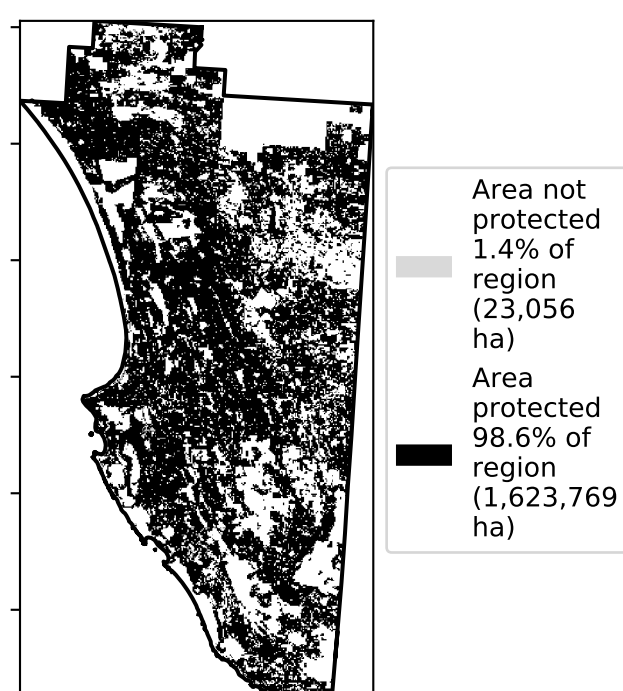 Area not
protected
1.4% of
region
(23,056
ha)
Area
protected
98.6% of
region
(1,623,769
ha)